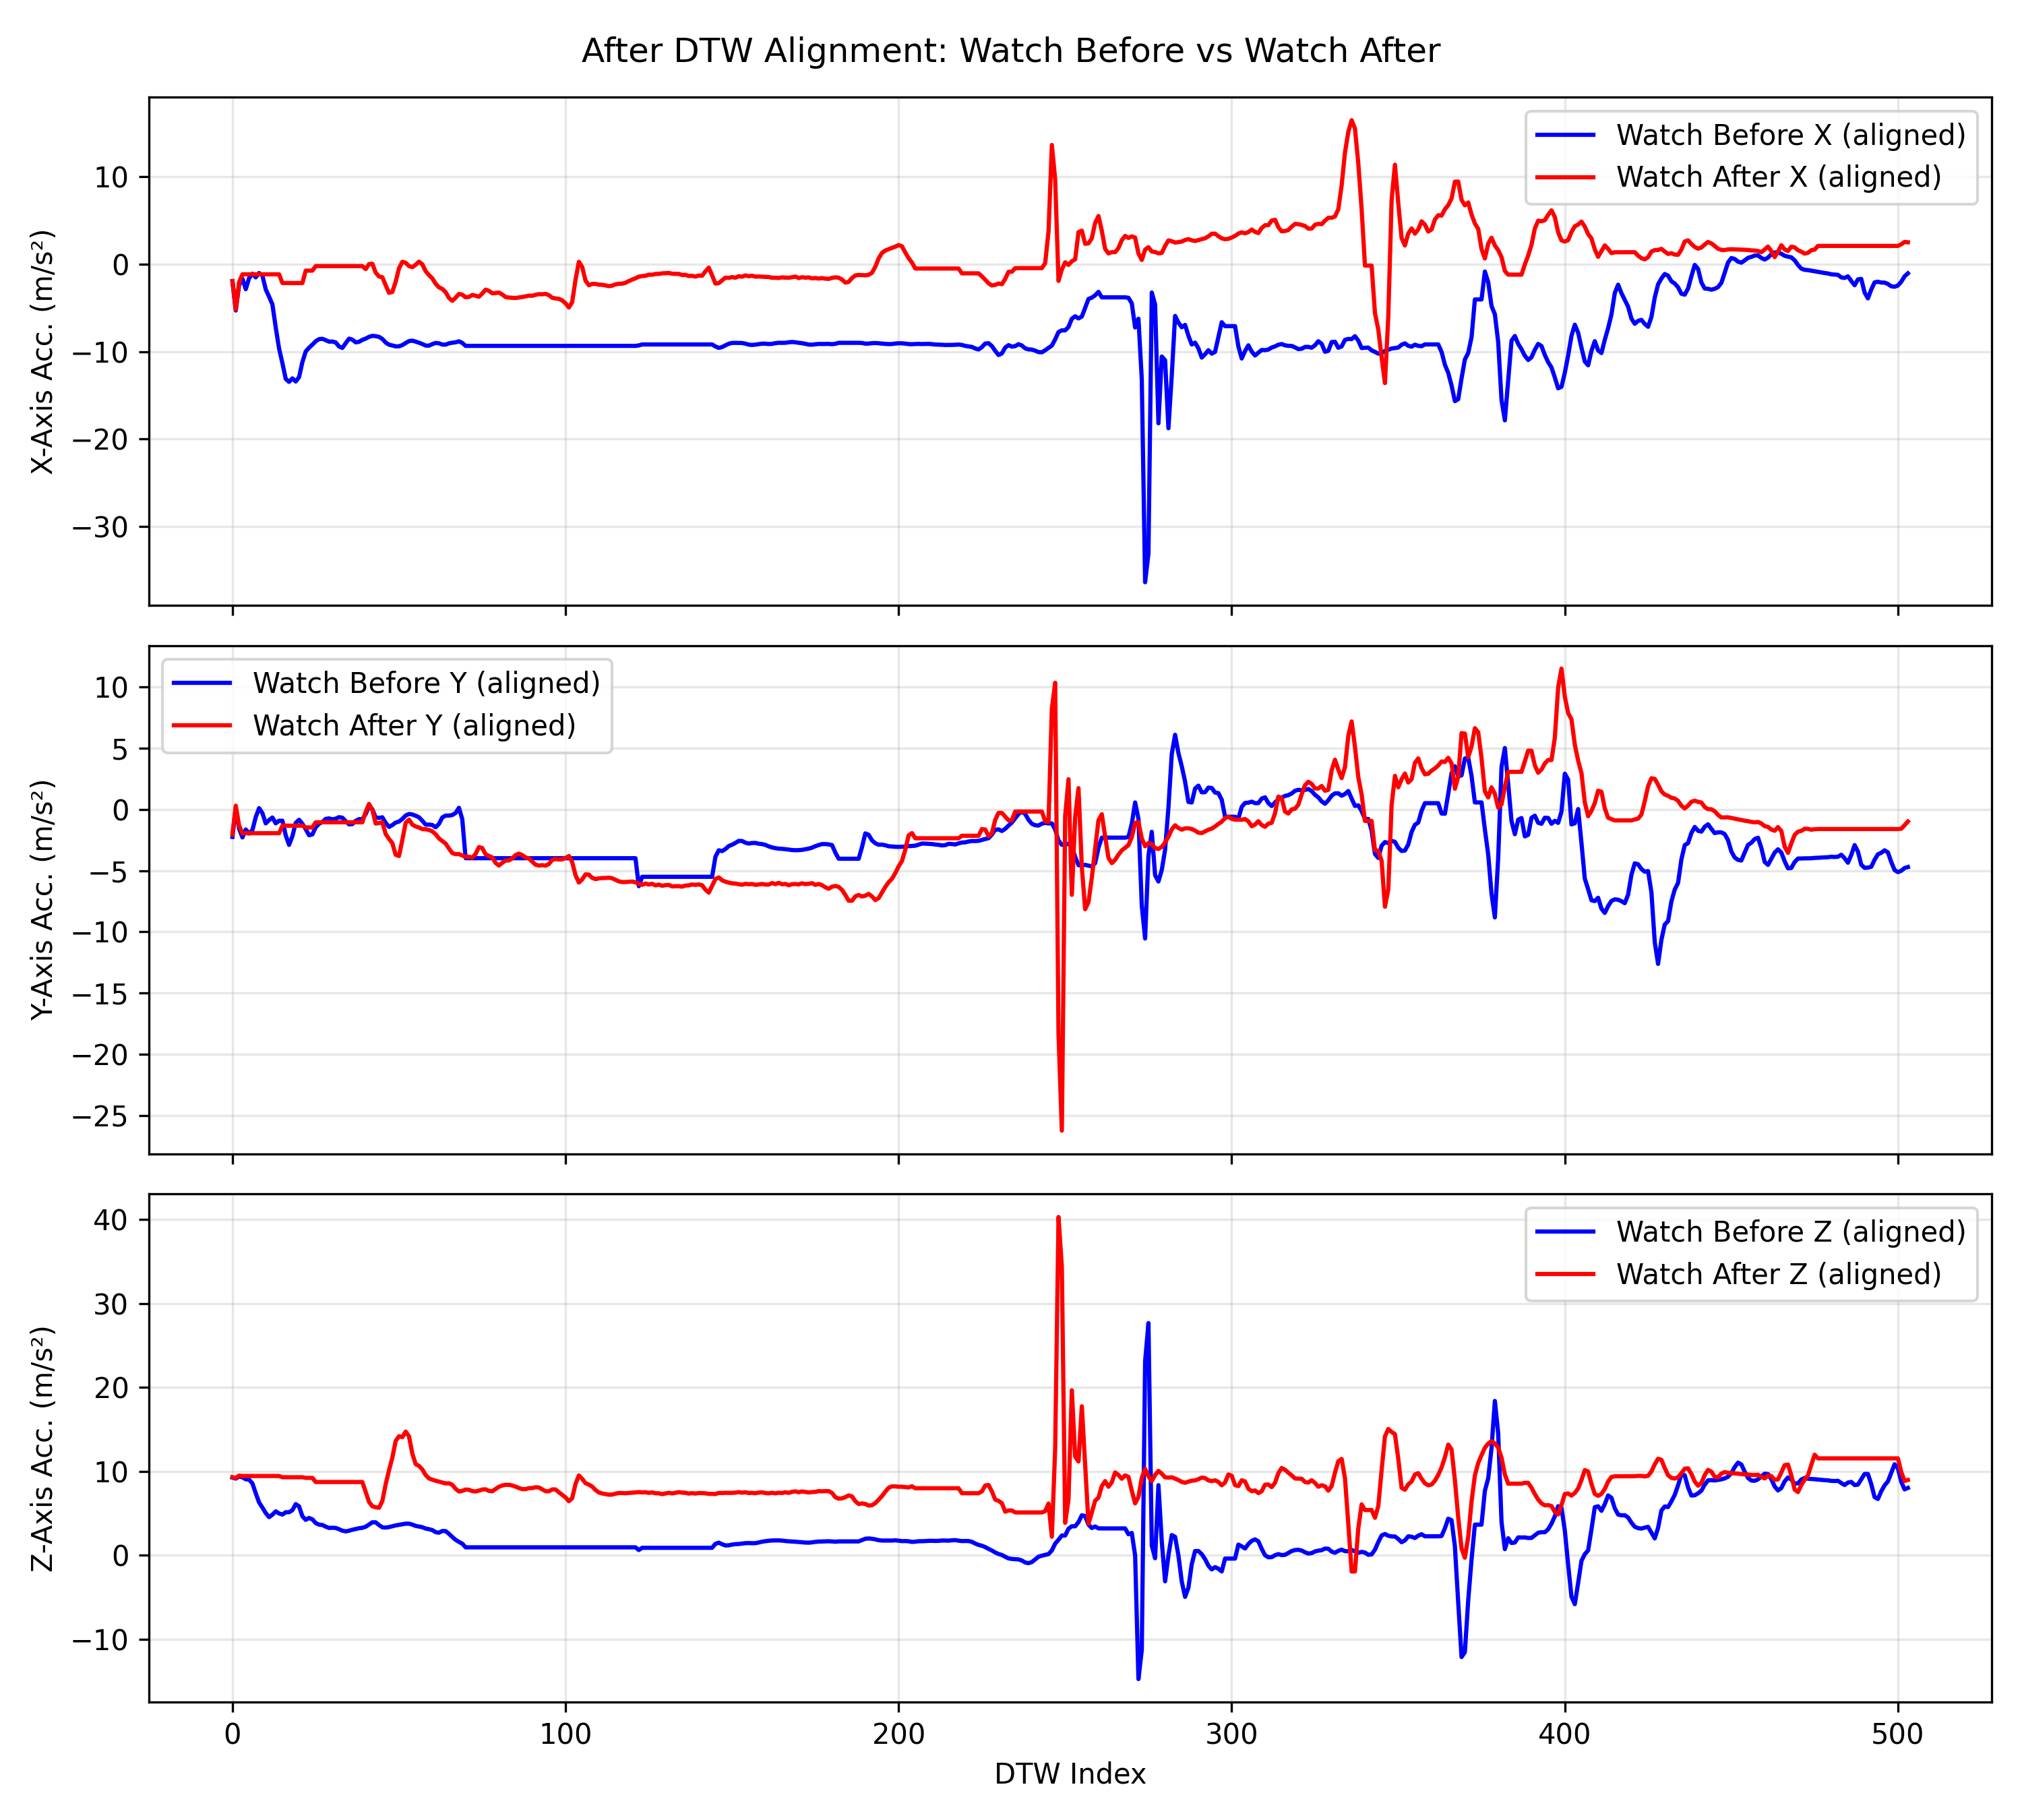 After DTW Alignment: Watch Before vs Watch After
X-Axis Acc. (m/s²)
10
0
−10
−20
−30
Watch Before X (aligned)
Watch After X (aligned)
Y-Axis Acc. (m/s²)
10
5
0
−5
−10
−15
−20
−25
Watch Before Y (aligned)
Watch After Y (aligned)
Z-Axis Acc. (m/s²)
40
30
20
10
0
−10
Watch Before Z (aligned)
Watch After Z (aligned)
0 100 200 300 400 500
DTW Index